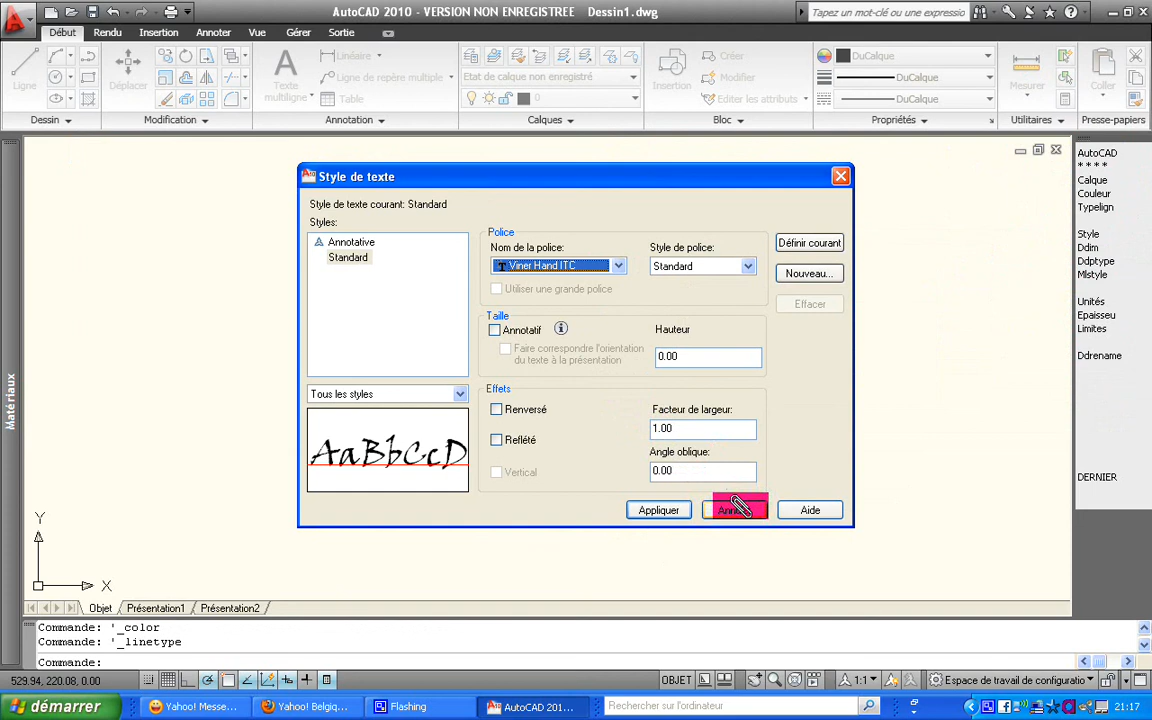 AutoCAD 2010 - VERSION NON ENREGISTREE Dessin1.dwg
Tapez un mot-clé ou une expressio
Début Rendu Insertion Annoter Vue Gérer Sortie
Ligne
Déplacer
Texte
multiligne
Linéaire
Ligne de repère multiple
Table
Etat de calque non enregistré
0
Insertion
Créer
Modifier
Editer les attributs
DuCalque
DuCalque
DuCalque
Mesurer
Coller
Dessin Modification Annotation Calques Bloc Propriétés Utilitaires Presse-papiers
Matériaux
Style de texte
Style de texte courant: Standard
Styles:
Annotative
Standard
Tous les styles
AaBbCcD
Police
Nom de la police:
Viner Hand ITC
Style de police:
Standard
Utiliser une grande police
Taille
Annotatif
Faire correspondre l'orientation
du texte à la présentation
Hauteur
0.00
Effets
Renversé
Reflété
Vertical
Facteur de largeur:
1.00
Angle oblique:
0.00
Définir courant
Nouveau...
Effacer
Appliquer
Aide
AutoCAD
* * * *
Calque
Couleur
Typelign
Style
Ddim
Ddptype
Mlstyle
Unités
Epaisseu
Limites
Ddrename
DERNIER
Y
X
Objet Présentation1 Présentation2
Commande: '_color
Commande: '_linetype
Commande:
529.94, 220.08, 0.00
OBJET
1:1
Espace de travail de configuratio
démarrer
Yahoo! Messe...
Yahoo! Belgiq...
Flashing
AutoCAD 201...
Rechercher sur l'ordinateur
21:17